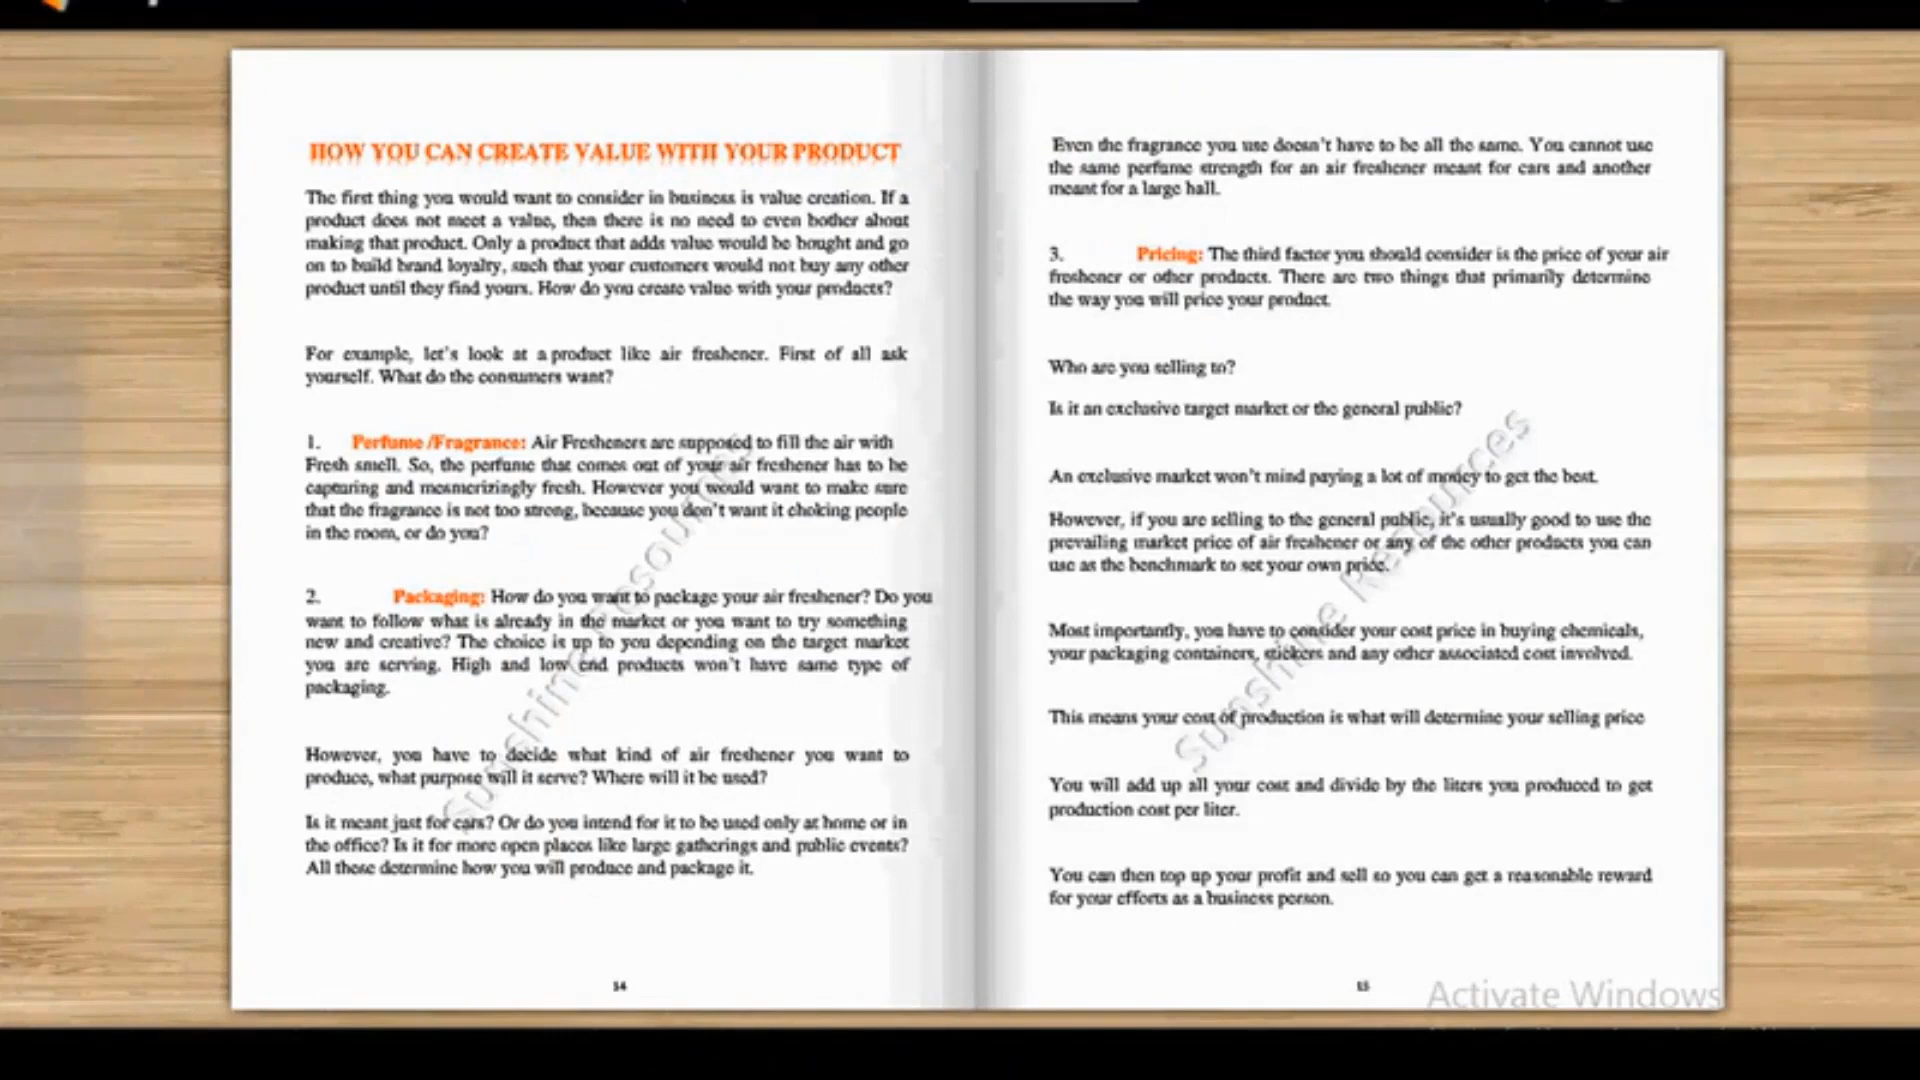 HOW YOU CAN CREATE VALUE WITH YOUR PRODUCT
The first thing you would want to consider in business is value creation. If a
product does not meet a value, then there is no need to even bother about
making that product. Only a product that adds value would be bought and go
on to build brand loyalty, such that your customers would not buy any other
product until they find yours. How do you create value with your products?
For example, let's look at a product like air freshener. First of all ask
yourself. What do the consumers want?
1. Perfume /Fragrance: Air Fresheners are supposed to fill the air with
Fresh smell. So, the perfume that comes out of your air freshener has to be
capturing and mesmerizingly fresh. However you would want to make sure
that the fragrance is not too strong, because you don't want it choking people
in the room, or do you?
2. Packaging: How do you want to package your air freshener? Do you
want to follow what is already in the market or you want to try something
new and creative? The choice is up to you depending on the target market
you are serving. High and low end products won't have same type of
packaging.
However, you have to decide what kind of air freshener you want to
produce, what purpose will it serve? Where will it be used?
Is it meant just for cars? Or do you intend for it to be used only at home or in
the office? Is it for more open places like large gatherings and public events?
All these determine how you will produce and package it.
Sunshine Resources
14
Even the fragrance you use doesn't have to be all the same. You cannot use
the same perfume strength for an air freshener meant for cars and another
meant for a large hall.
3. Pricing: The third factor you should consider is the price of your air
freshener or other products. There are two things that primarily determine
the way you will price your product.
Who are you selling to?
Is it an exclusive target market or the general public?
An exclusive market won't mind paying a lot of money to get the best.
However, if you are selling to the general public, it's usually good to use the
prevailing market price of air freshener or any of the other products you can
use as the benchmark to set your own price.
Most importantly, you have to consider your cost price in buying chemicals,
your packaging containers, stickers and any other associated cost involved.
This means your cost of production is what will determine your selling price
You will add up all your cost and divide by the liters you produced to get
production cost per liter.
You can then top up your profit and sell so you can get a reasonable reward
for your efforts as a business person.
Sunshine Resources
15
Activate Windows